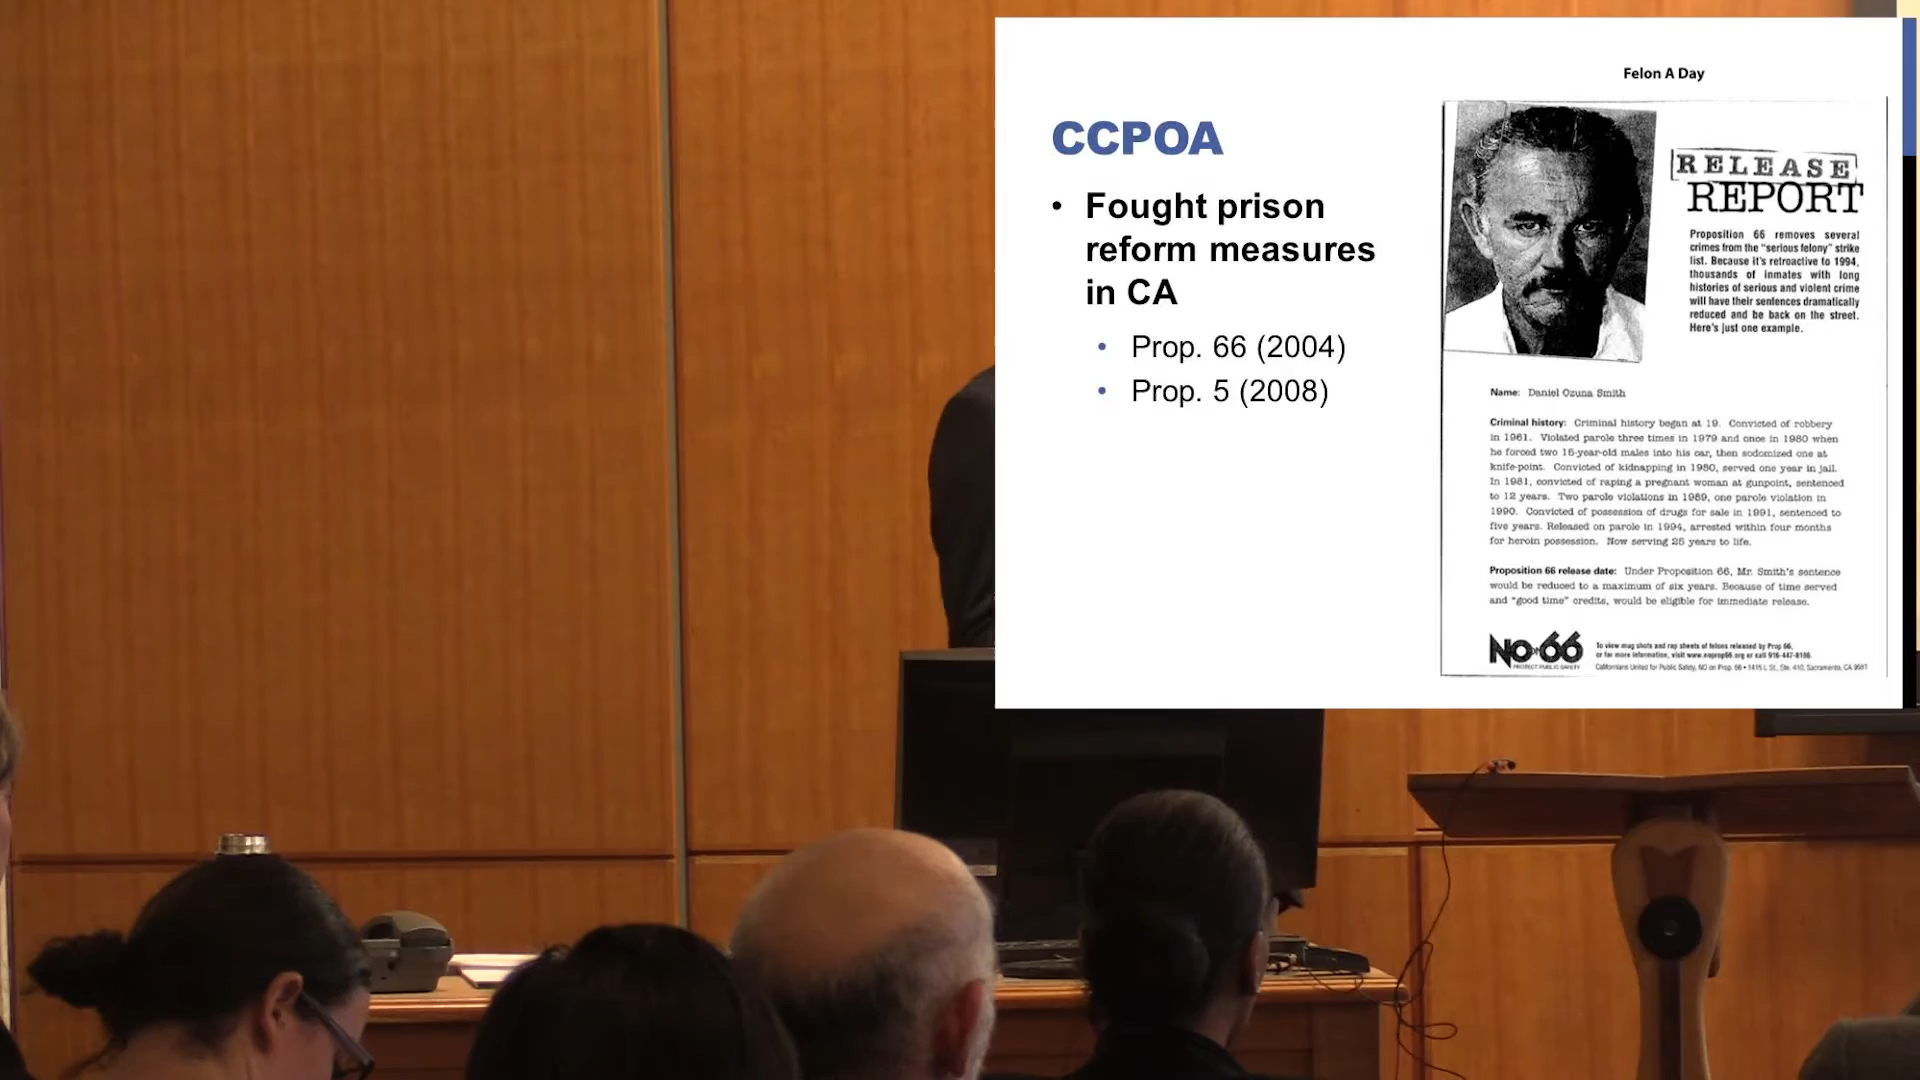 Felon A Day
CCPOA
• Fought prison
reform measures
in CA
• Prop. 66 (2004)
• Prop. 5 (2008)
RELEASE
REPORT
Proposition 66 removes several
crimes from the "serious felony" strike
list. Because it's retroactive to 1994,
thousands of inmates with long
histories of serious and violent crime
will have their sentences dramatically
reduced and be back on the street.
Here's just one example.
Name: Daniel Ozuna Smith
Criminal history: Criminal history began at 19. Convicted of robbery
in 1961. Violated parole three times in 1979 and once in 1980 when
he forced two 15-year-old males into his car, then sodomized one at
knife-point. Convicted of kidnapping in 1980, served one year in jail.
In 1981, convicted of raping a pregnant woman at gunpoint, sentenced
to 12 years. Two parole violations in 1989, one parole violation in
1990. Convicted of possession of drugs for sale in 1991, sentenced to
five years. Released on parole in 1994, arrested within four months
for heroin possession. Now serving 25 years to life.
Proposition 66 release date: Under Proposition 66, Mr. Smith's sentence
would be reduced to a maximum of six years. Because of time served
and "good time" credits, would be eligible for immediate release.
NO ON 66
PROTECT PUBLIC SAFETY
To view mug shots and rap sheets of felons released by Prop 66,
or for more information, visit www.noprop66.org or call 916-447-8186.
Californians United for Public Safety, NO on Prop. 66 • 1415 L St., Ste. 410, Sacramento, CA